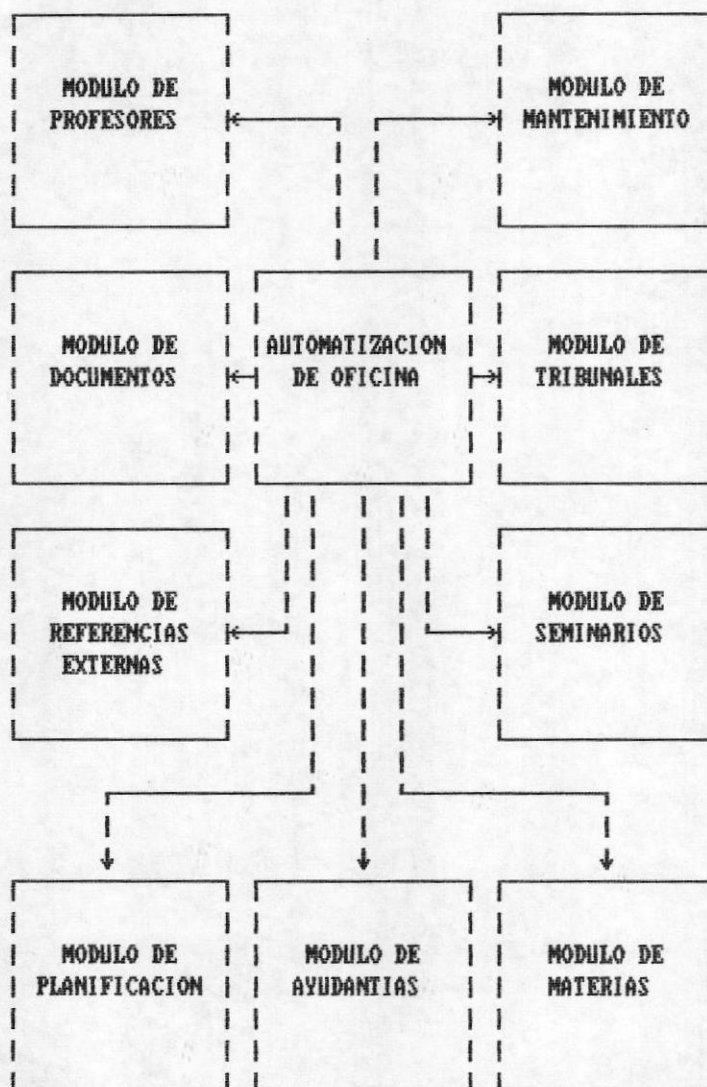 MODULO DE
PROFESORES
MODULO DE
MANTENIMIENTO
MODULO DE
DOCUMENTOS
AUTOMATIZACION
DE OFICINA
MODULO DE
TRIBUNALES
MODULO DE
REFERENCIAS
EXTERNAS
MODULO DE
SEMINARIOS
MODULO DE
PLANIFICACION
MODULO DE
AYUDANTIAS
MODULO DE
MATERIAS